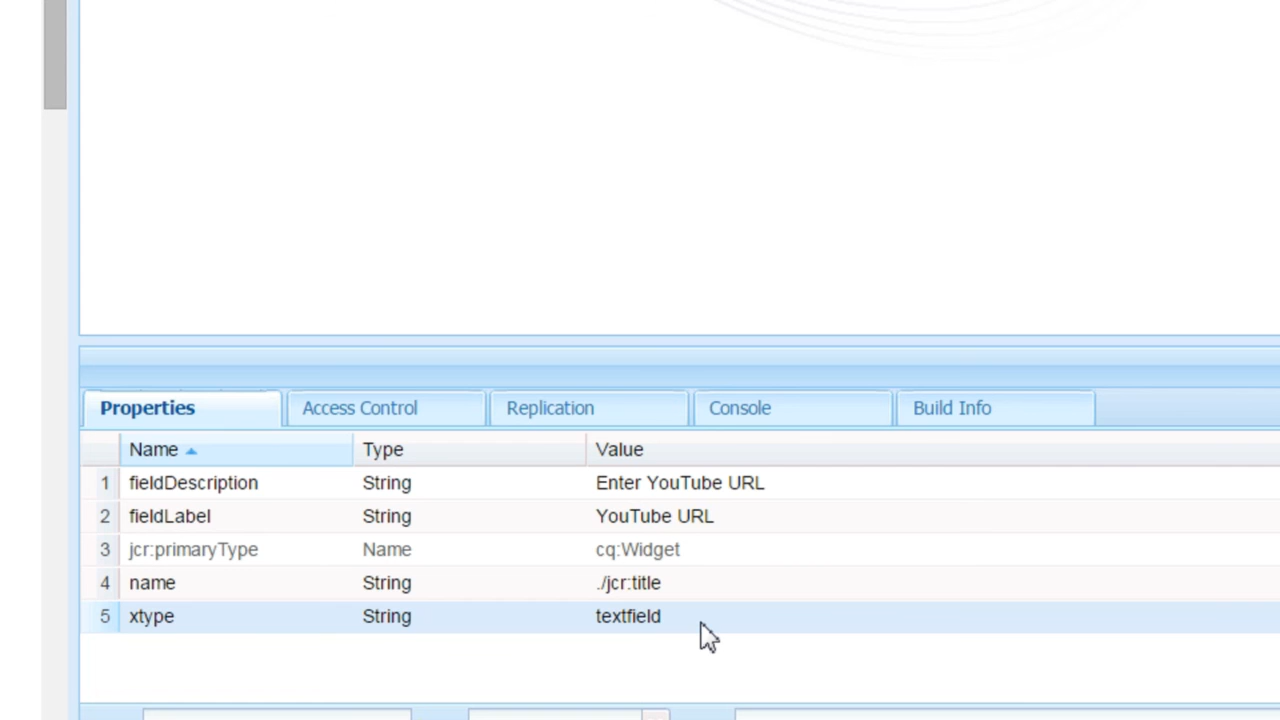 Properties Access Control Replication Console Build Info
Name Type Value
1 fieldDescription String Enter YouTube URL
2 fieldLabel String YouTube URL
3 jcr:primaryType Name cq:Widget
4 name String ./jcr:title
5 xtype String textfield